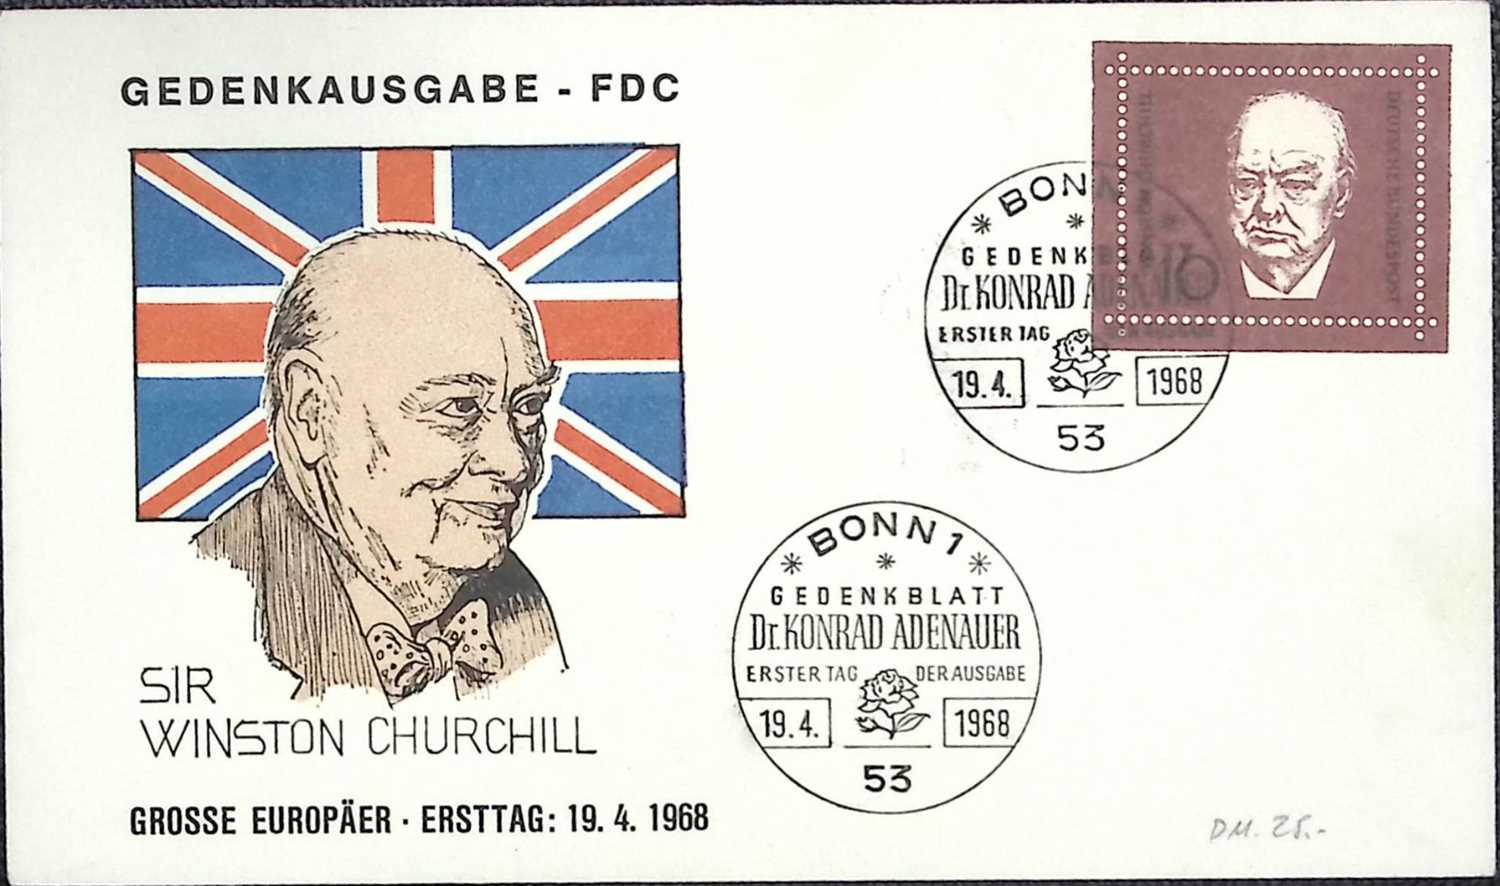 GEDENKAUSGABE - FDC
SIR
WINSTON CHURCHILL
GROSSE EUROPÄER · ERSTTAG: 19. 4. 1968
DEUTSCHE BUNDESPOST
10
BONN
GEDENKB
Dr. KONRAD AD
ERSTER TAG
19.4. 1968
53
BONN 1
GEDENKBLATT
Dr. KONRAD ADENAUER
ERSTER TAG DER AUSGABE
19.4. 1968
53
DM. 25.-